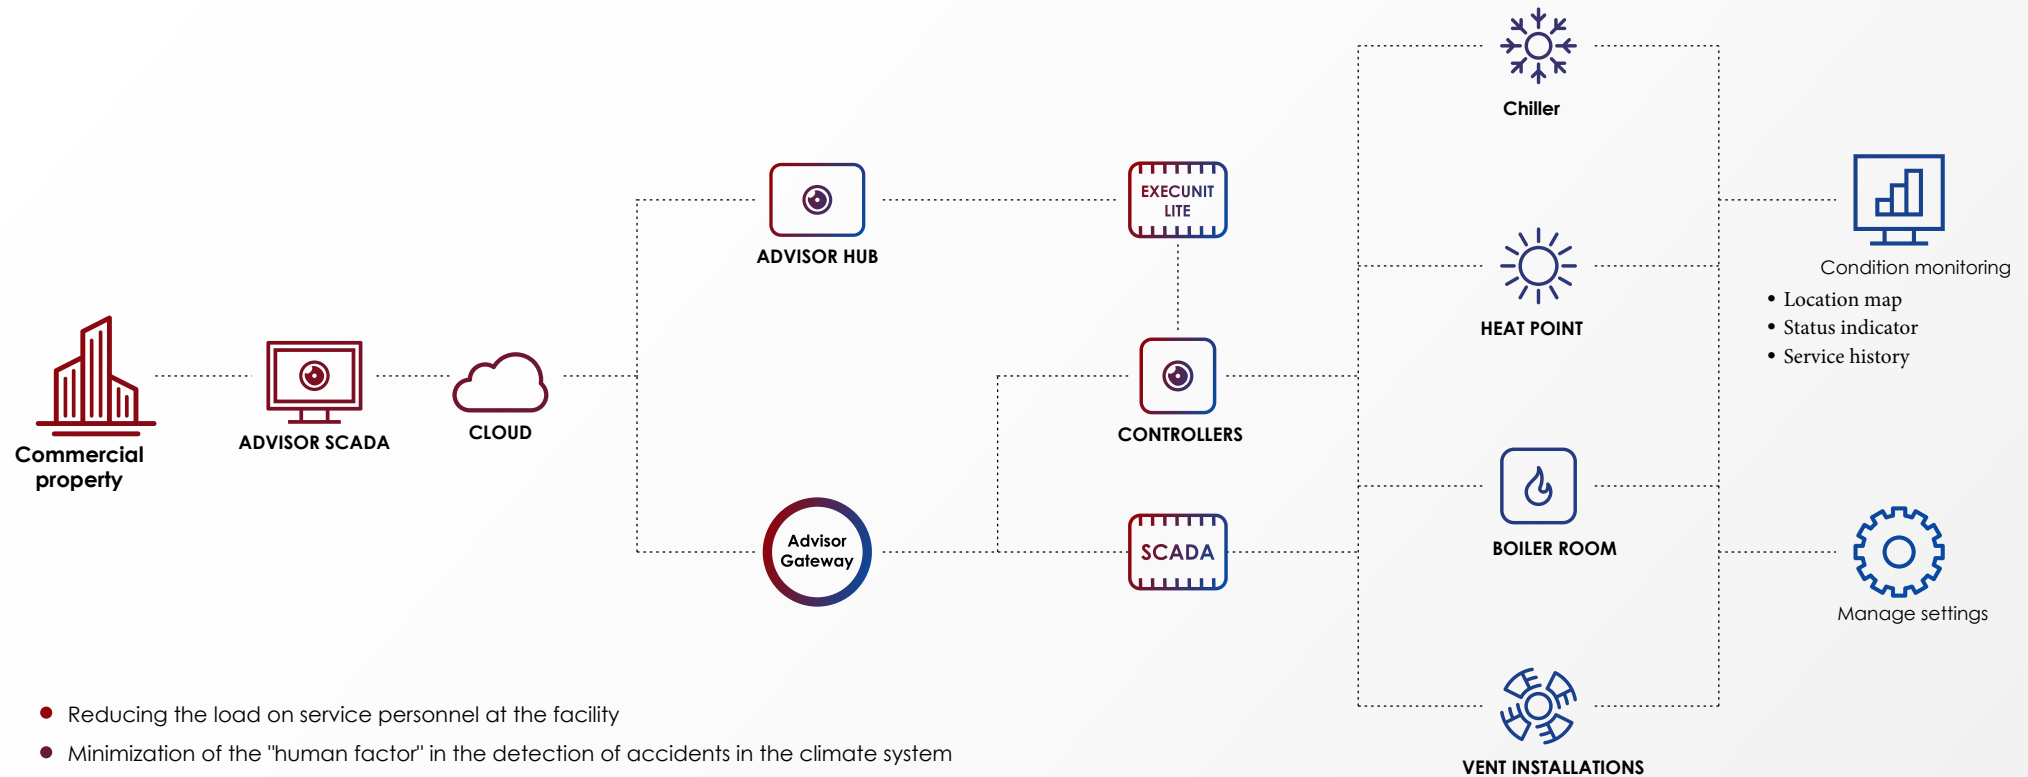 Chiller
EXECUNIT
LITE
ADVISOR HUB
Condition monitoring
• Location map
• Status indicator
• Service history
HEAT POINT
Commercial
property
ADVISOR SCADA
CLOUD
CONTROLLERS
Advisor
Gateway
SCADA
BOILER ROOM
Manage settings
• Reducing the load on service personnel at the facility
• Minimization of the "human factor" in the detection of accidents in the climate system
VENT INSTALLATIONS